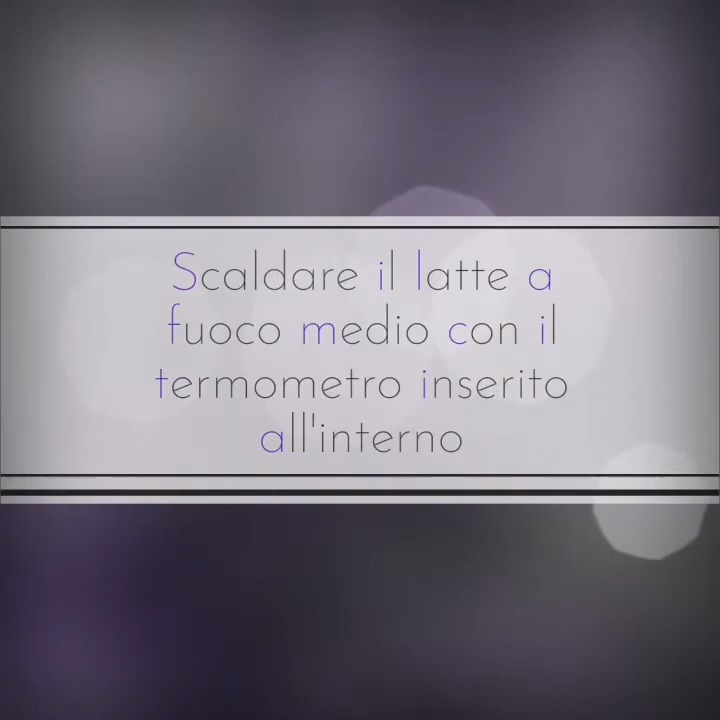 Scaldare il latte a
fuoco medio con il
termometro inserito
all'interno